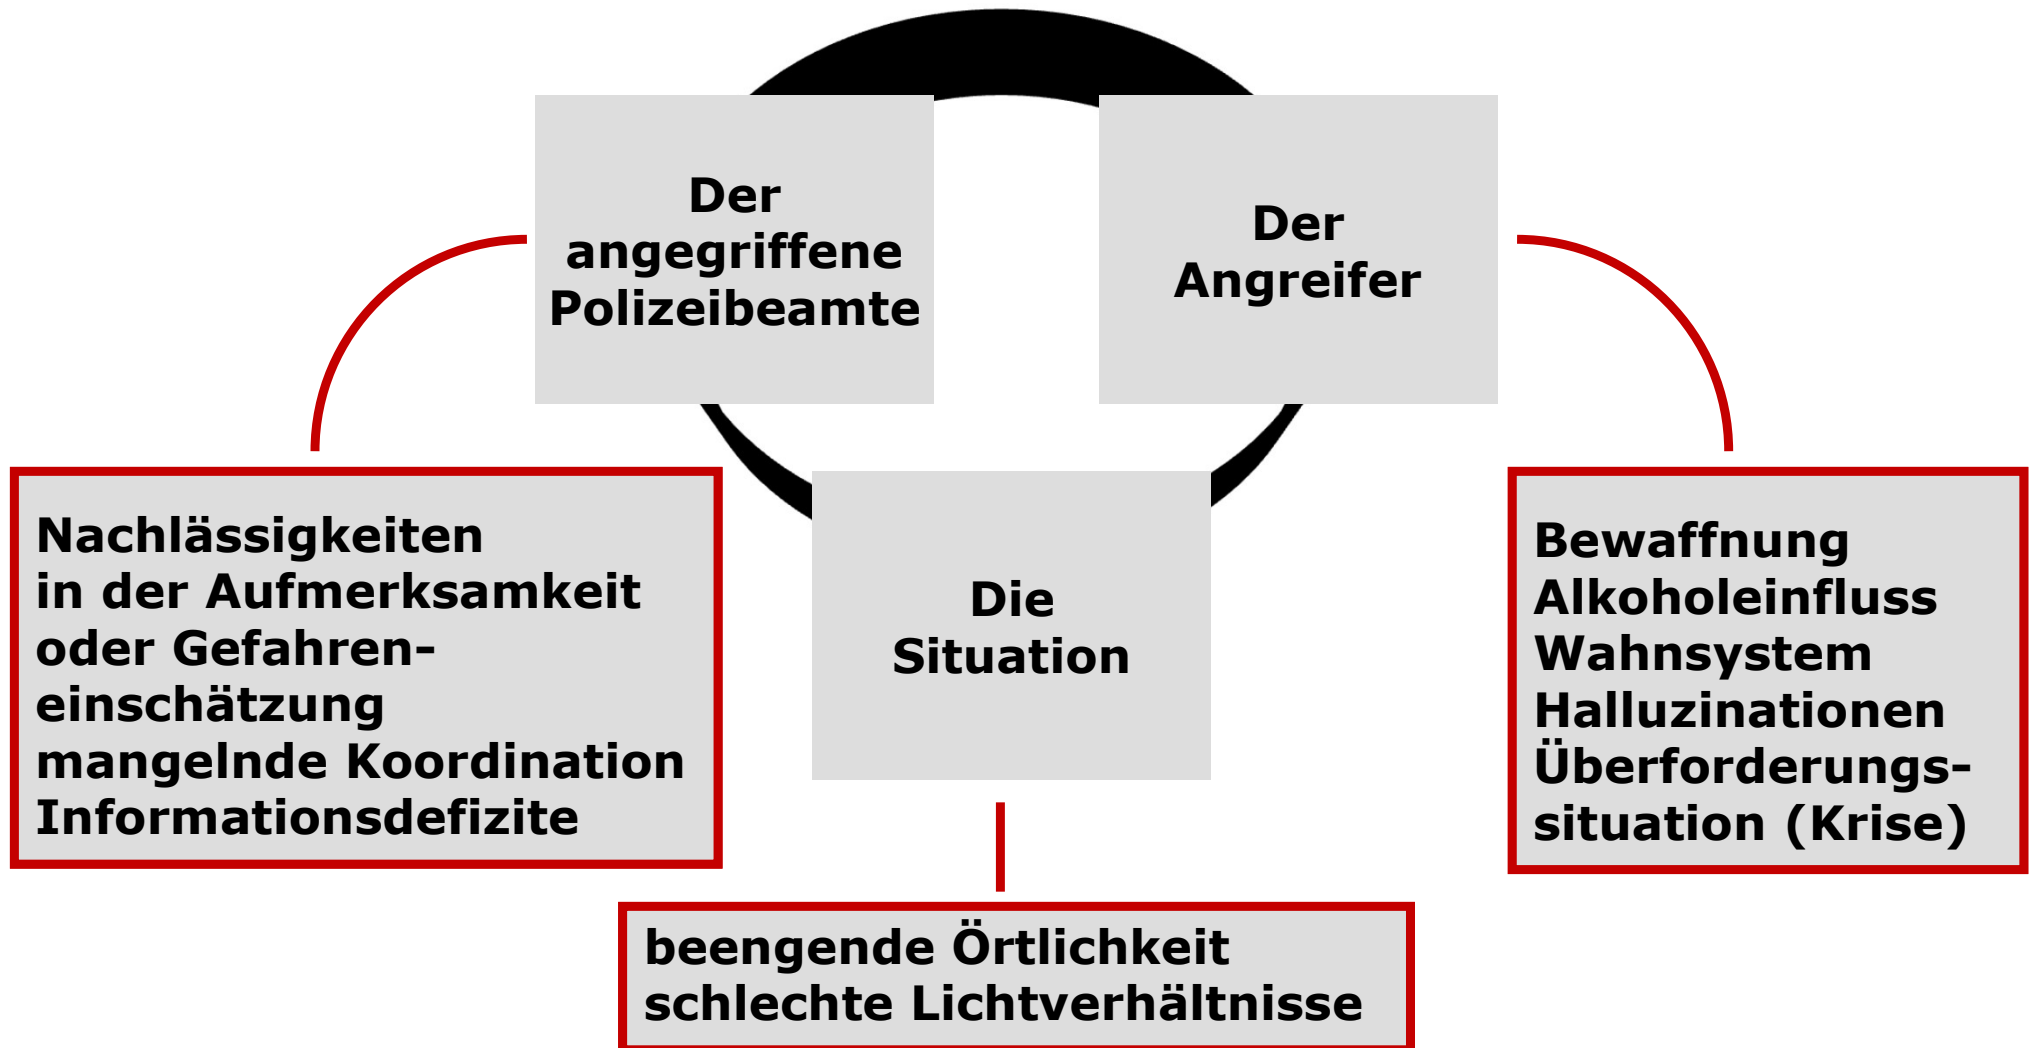 Der
angegriffene
Polizeibeamte
Der
Angreifer
Die
Situation
Nachlässigkeiten
in der Aufmerksamkeit
oder Gefahren-
einschätzung
mangelnde Koordination
Informationsdefizite
Bewaffnung
Alkoholeinfluss
Wahnsystem
Halluzinationen
Überforderungs-
situation (Krise)
beengende Örtlichkeit
schlechte Lichtverhältnisse